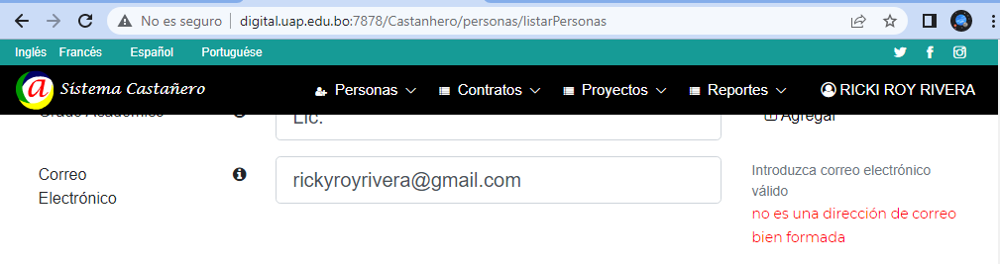 No es seguro | digital.uap.edu.bo:7878/Castanhero/personas/listarPersonas
Inglés Francés Español Portuguése
a Sistema Castañero Personas Contratos Proyectos Reportes RICKI ROY RIVERA
Grado Académico Lic. Agregar
Correo
Electrónico
rickyroyrivera@gmail.com
Introduzca correo electrónico
válido
no es una dirección de correo
bien formada